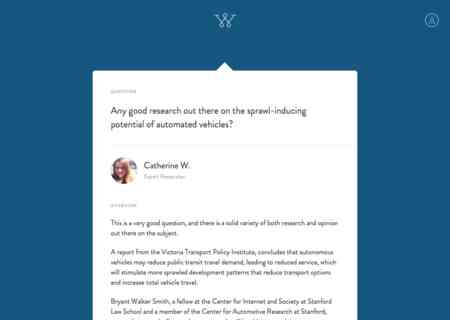 QUESTION
Any good research out there on the sprawl-inducing
potential of automated vehicles?
Catherine W.
Expert Researcher
OVERVIEW
This is a very good question, and there is a solid variety of both research and opinion
out there on the subject.
A report from the Victoria Transport Policy Institute, concludes that autonomous
vehicles may reduce public transit travel demand, leading to reduced service, which
will stimulate more sprawled development patterns that reduce transport options
and increase total vehicle travel.
Bryant Walker Smith, a fellow at the Center for Internet and Society at Stanford
Law School and a member of the Center for Automotive Research at Stanford,